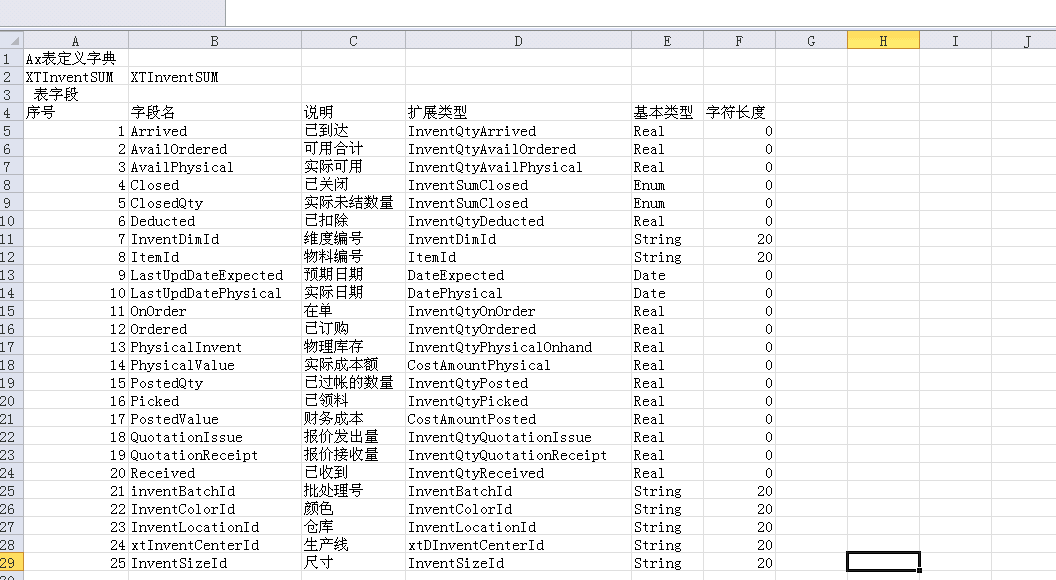 A B C D E F G H I J
1 Ax表定义字典
2 XTInventSUM XTInventSUM
3 表字段
4 序号 字段名 说明 扩展类型 基本类型 字符长度
5 1 Arrived 已到达 InventQtyArrived Real 0
6 2 AvailOrdered 可用合计 InventQtyAvailOrdered Real 0
7 3 AvailPhysical 实际可用 InventQtyAvailPhysical Real 0
8 4 Closed 已关闭 InventSumClosed Enum 0
9 5 ClosedQty 实际未结数量 InventSumClosed Enum 0
10 6 Deducted 已扣除 InventQtyDeducted Real 0
11 7 InventDimId 维度编号 InventDimId String 20
12 8 ItemId 物料编号 ItemId String 20
13 9 LastUpdDateExpected 预期日期 DateExpected Date 0
14 10 LastUpdDatePhysical 实际日期 DatePhysical Date 0
15 11 OnOrder 在单 InventQtyOnOrder Real 0
16 12 Ordered 已订购 InventQtyOrdered Real 0
17 13 PhysicalInvent 物理库存 InventQtyPhysicalOnhand Real 0
18 14 PhysicalValue 实际成本额 CostAmountPhysical Real 0
19 15 PostedQty 已过帐的数量 InventQtyPosted Real 0
20 16 Picked 已领料 InventQtyPicked Real 0
21 17 PostedValue 财务成本 CostAmountPosted Real 0
22 18 QuotationIssue 报价发出量 InventQtyQuotationIssue Real 0
23 19 QuotationReceipt 报价接收量 InventQtyQuotationReceipt Real 0
24 20 Received 已收到 InventQtyReceived Real 0
25 21 inventBatchId 批处理号 InventBatchId String 20
26 22 InventColorId 颜色 InventColorId String 20
27 23 InventLocationId 仓库 InventLocationId String 20
28 24 xtInventCenterId 生产线 xtDInventCenterId String 20
29 25 InventSizeId 尺寸 InventSizeId String 20